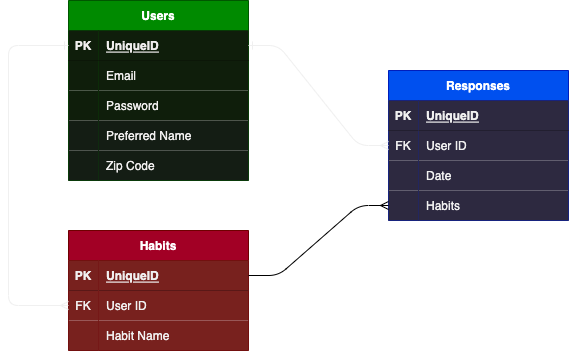 Users
PK UniqueID
Email
Password
Preferred Name
Zip Code
Responses
PK UniqueID
FK User ID
Date
Habits
Habits
PK UniqueID
FK User ID
Habit Name